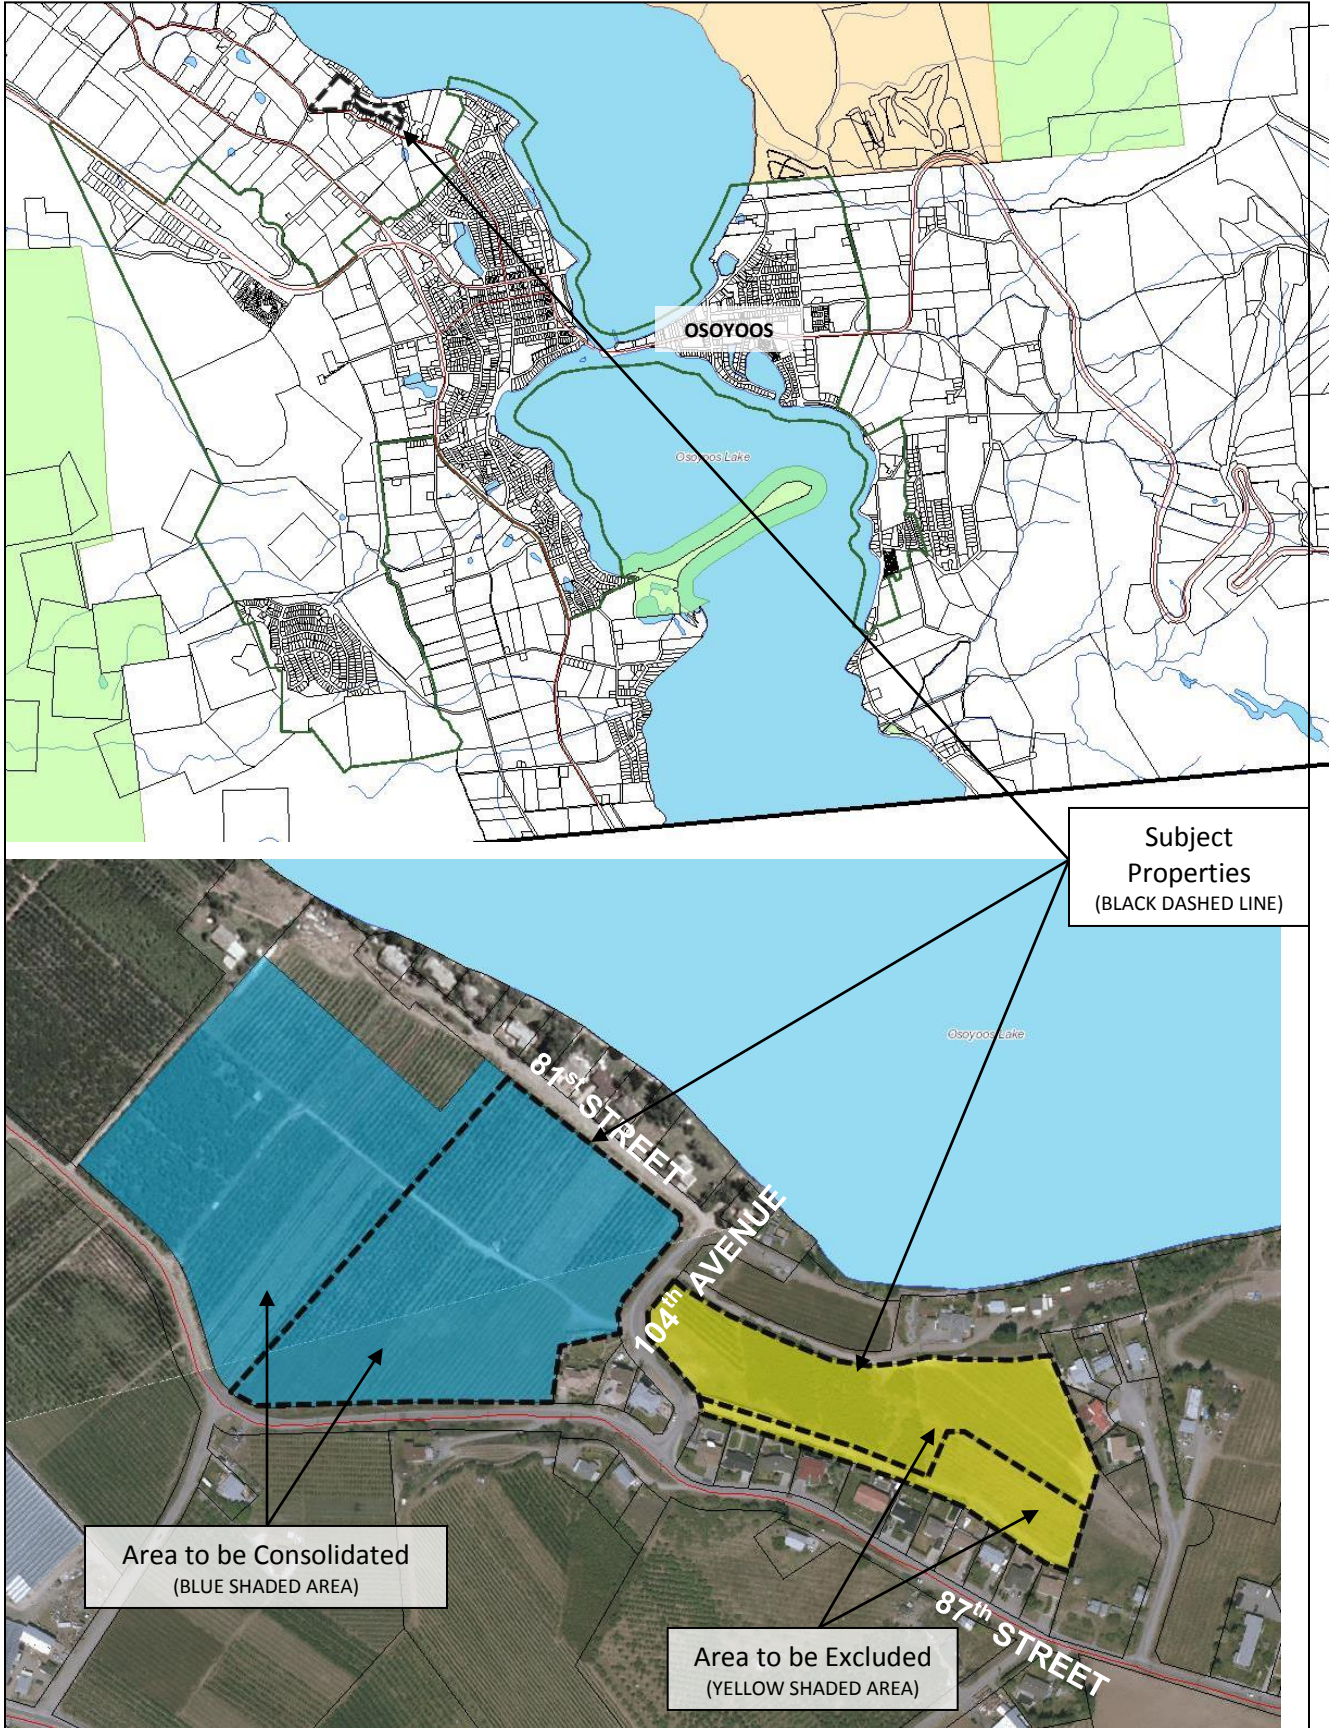 OSOYOOS
Osoyoos Lake
Subject
Properties
(BLACK DASHED LINE)
Osoyoos Lake
81st STREET
104th AVENUE
Area to be Consolidated
(BLUE SHADED AREA)
87th STREET
Area to be Excluded
(YELLOW SHADED AREA)